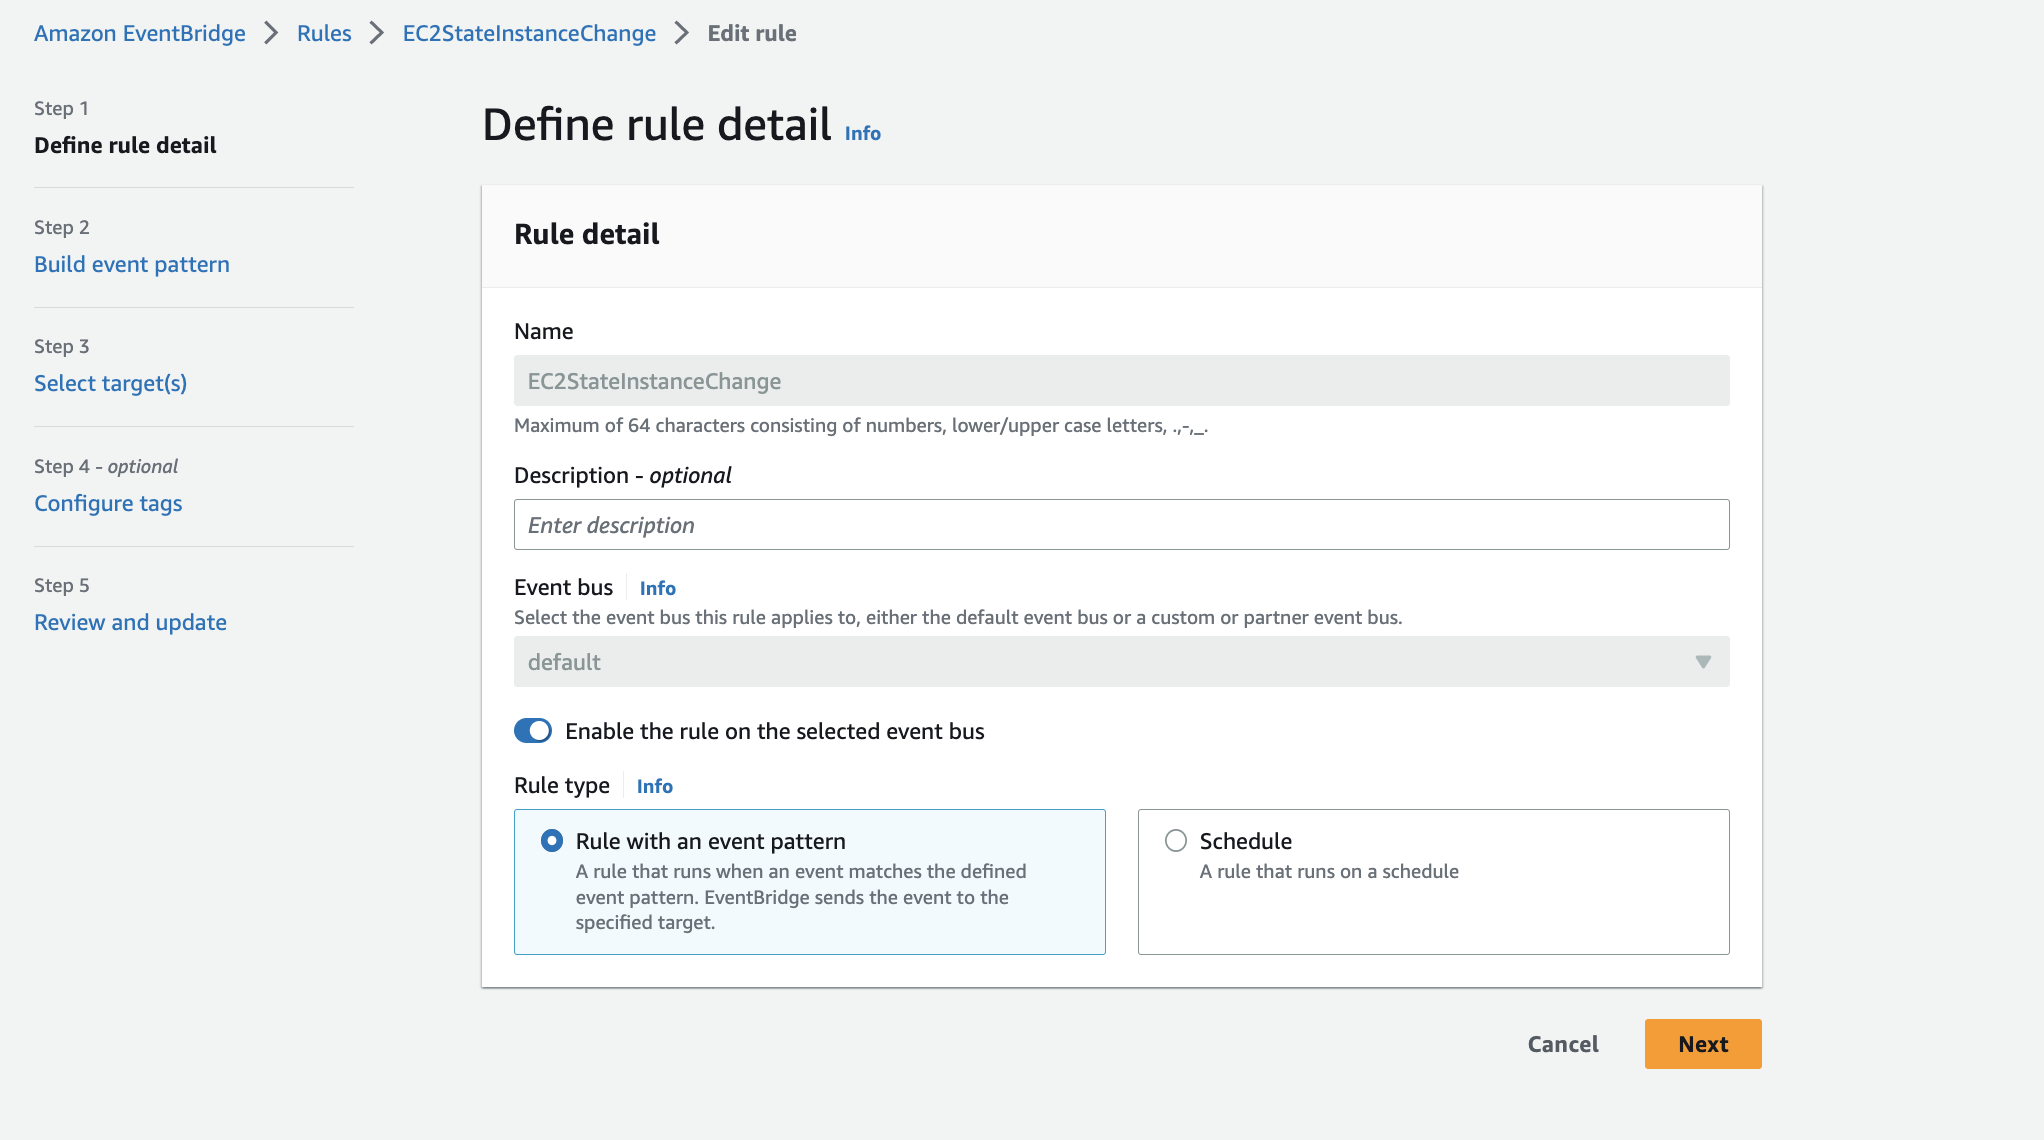 Amazon EventBridge > Rules > EC2StateInstanceChange > Edit rule
Step 1
Define rule detail
Step 2
Build event pattern
Step 3
Select target(s)
Step 4 - optional
Configure tags
Step 5
Review and update
Define rule detail Info
Rule detail
Name
EC2StateInstanceChange
Maximum of 64 characters consisting of numbers, lower/upper case letters, .,-,_.
Description - optional
Enter description
Event bus Info
Select the event bus this rule applies to, either the default event bus or a custom or partner event bus.
default
Enable the rule on the selected event bus
Rule type Info
Rule with an event pattern
A rule that runs when an event matches the defined
event pattern. EventBridge sends the event to the
specified target.
Schedule
A rule that runs on a schedule
Cancel
Next